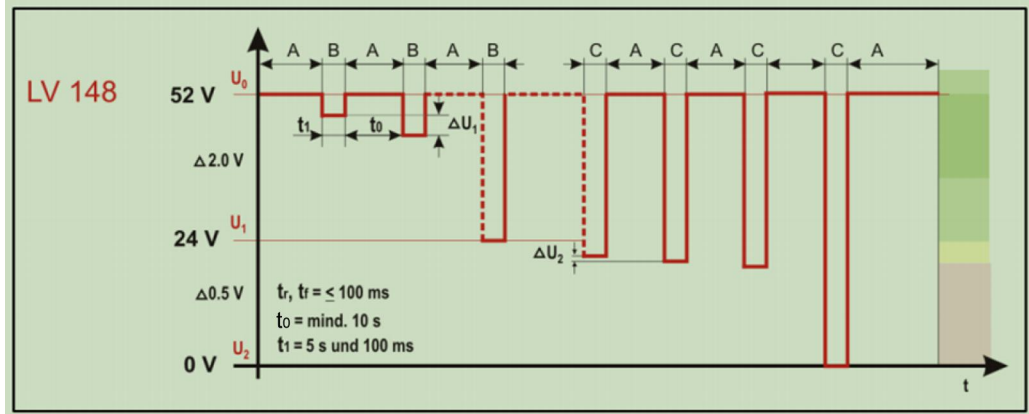 A B A B A B C A C A C C A
U₀
LV 148
52 V
t₁ t₀ ΔU₁
Δ 2.0 V
U₁
24 V
ΔU₂
Δ0.5 V
tr, tf = ≤ 100 ms
t₀ = mind. 10 s
t₁ = 5 s und 100 ms
U₂
0 V
t